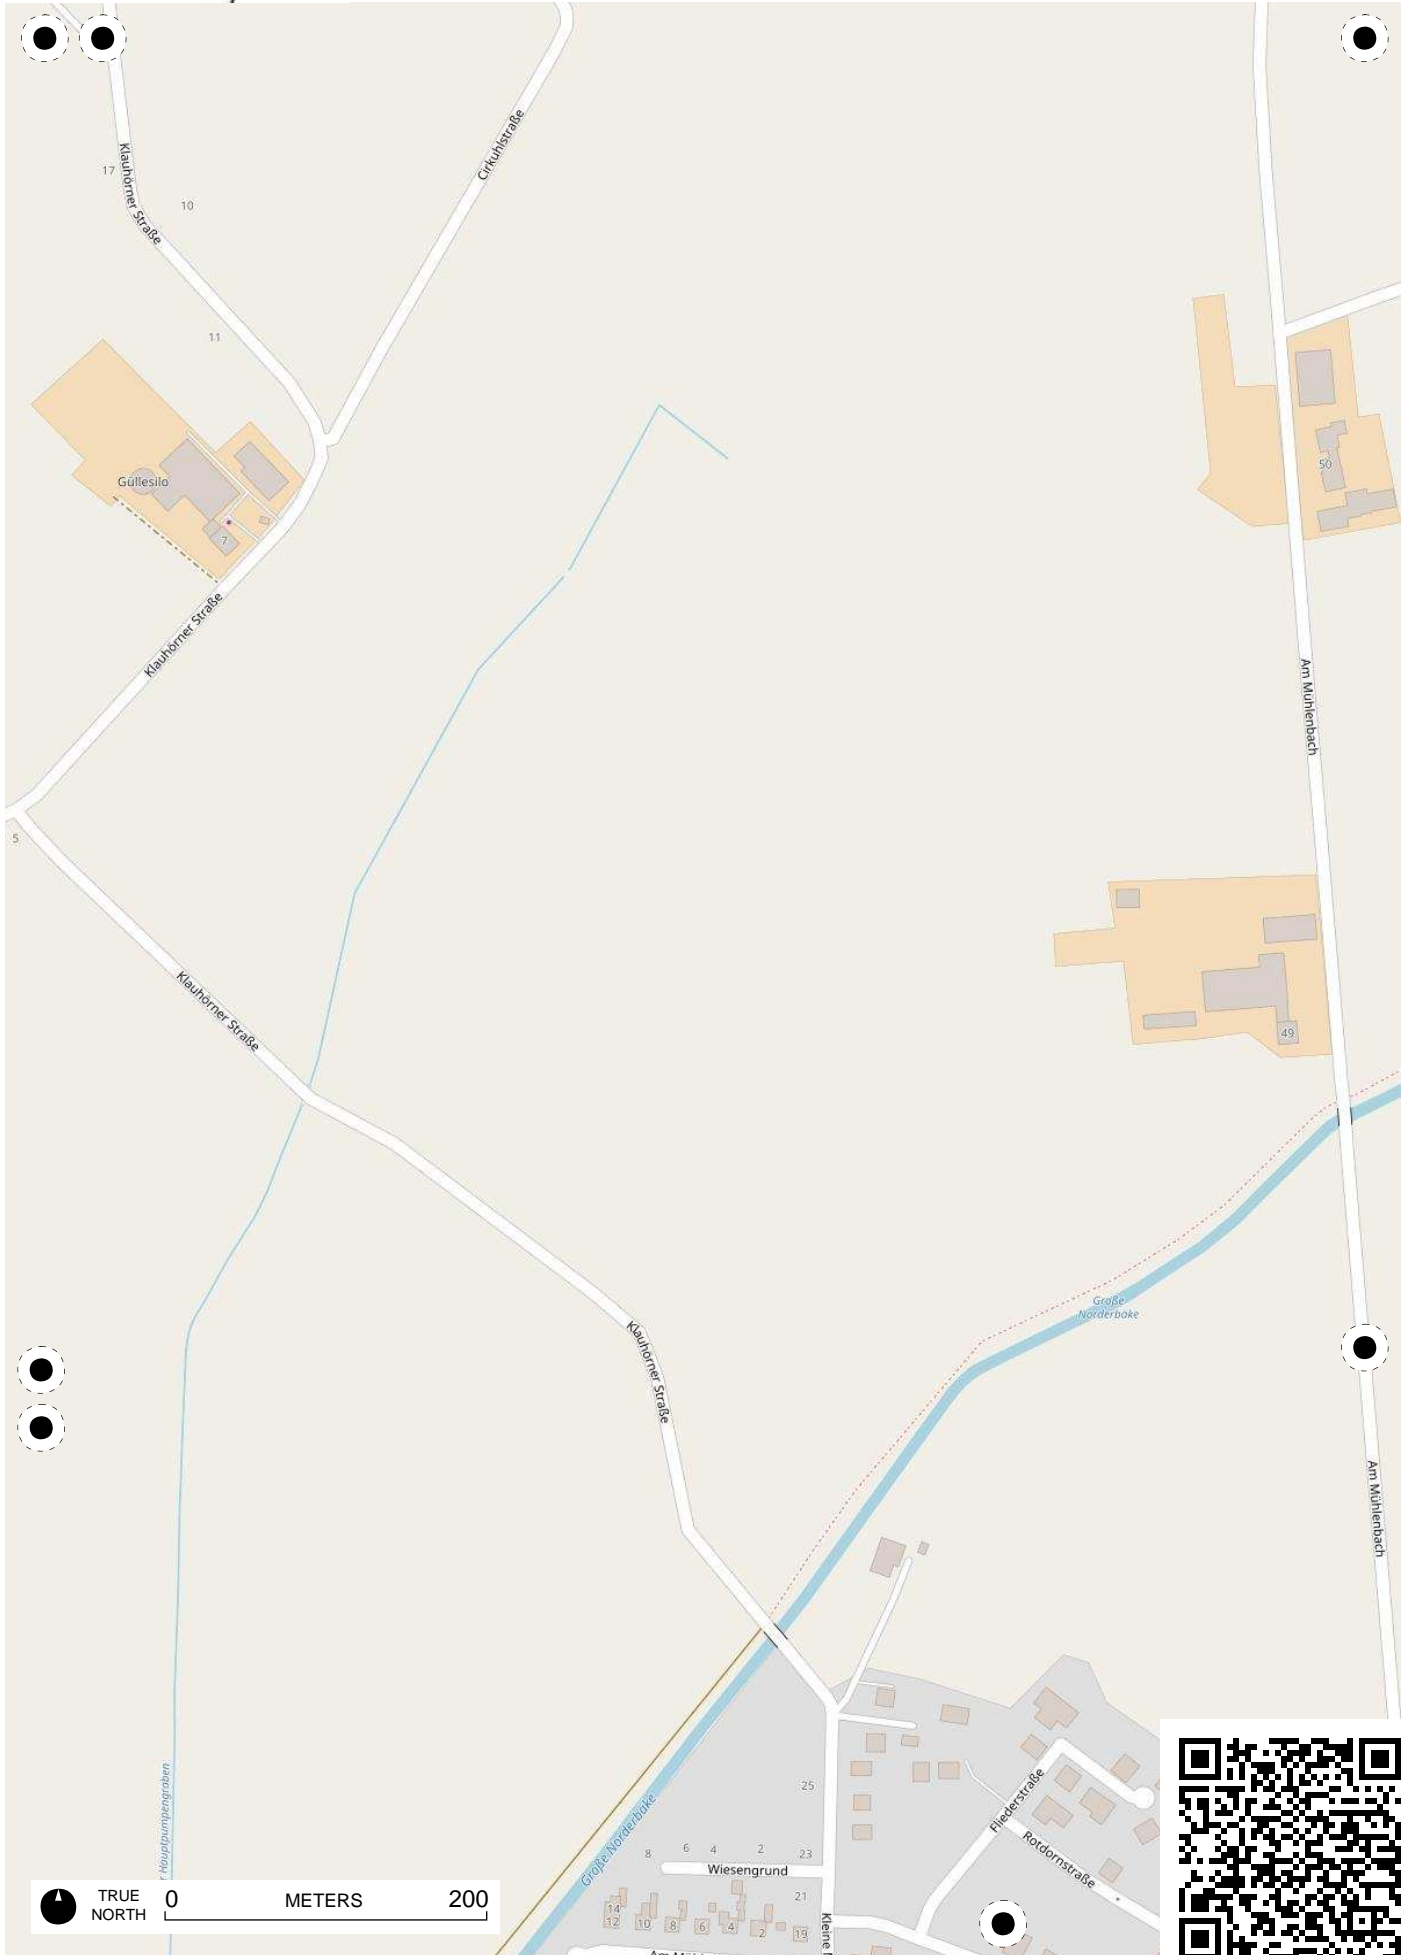 Klauhörner Straße
Cirkuhlstraße
17
10
11
Güllesilo
7
50
Klauhörner Straße
Am Mühlenbach
5
Klauhörner Straße
49
Große
Norderbäke
Klauhörner Straße
Am Mühlenbach
25
Fliederstraße
Rotdornstraße
Große Norderbäke
r Hauptpumpengraben
8
6
4
2
23
Wiesengrund
21
14
12
10
8
6
4
2
19
Kleine
TRUE
NORTH
0
METERS
200